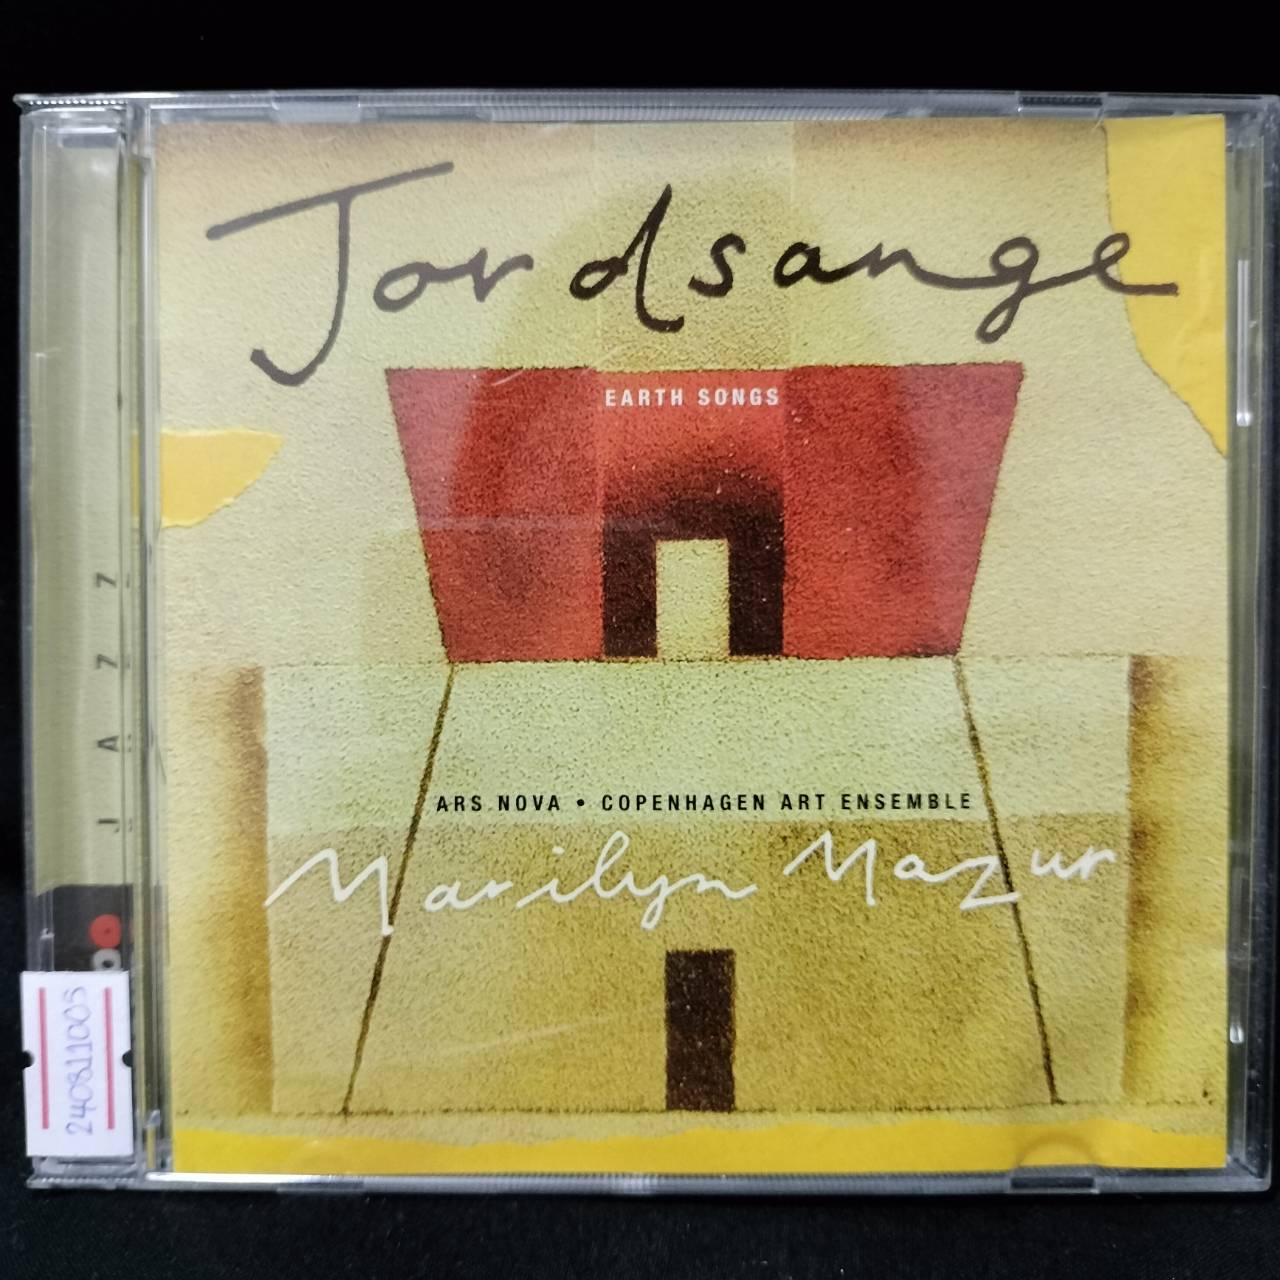 Jordsange
EARTH SONGS
ARS NOVA • COPENHAGEN ART ENSEMBLE
Marilyn Mazur
JAZZ
240811005